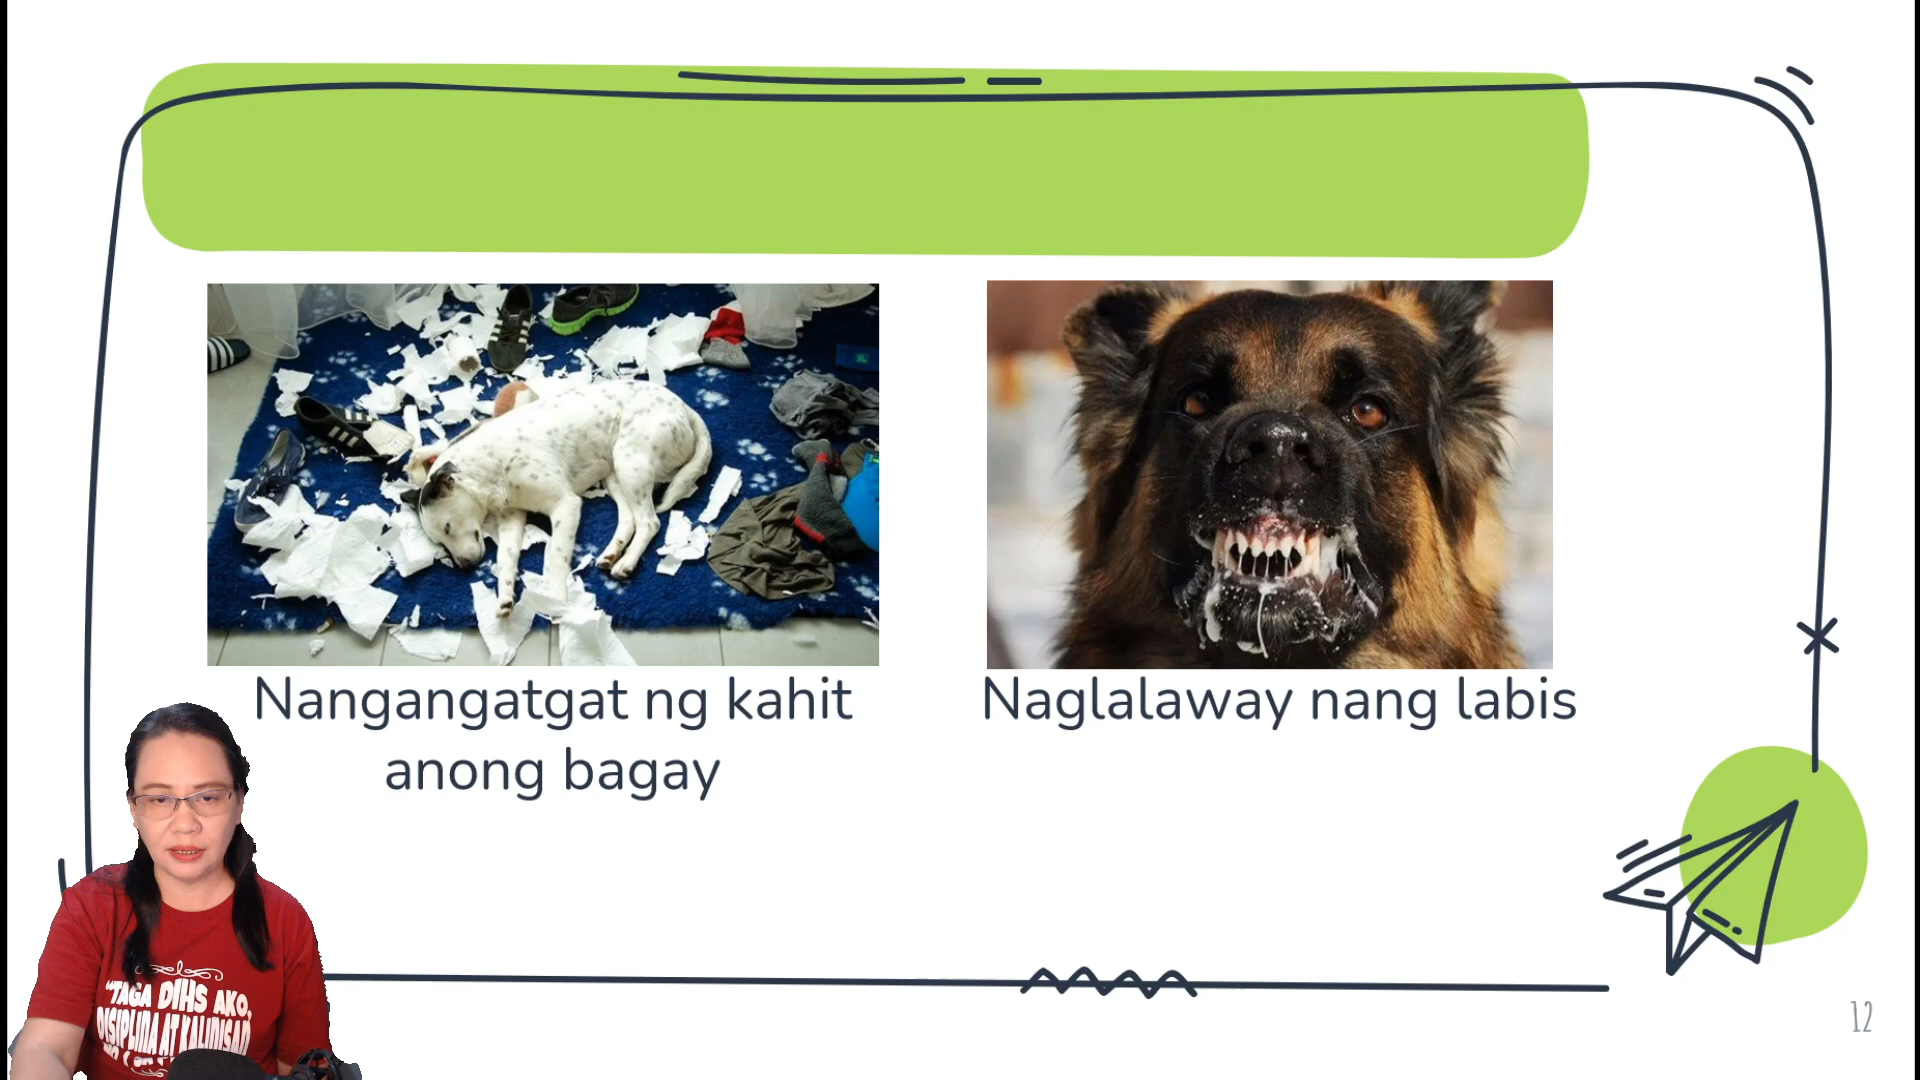 Nangangatgat ng kahit
anong bagay
Naglalaway nang labis
"TAGA DIHS AKO,
DISIPLINA AT KALINISAN
12